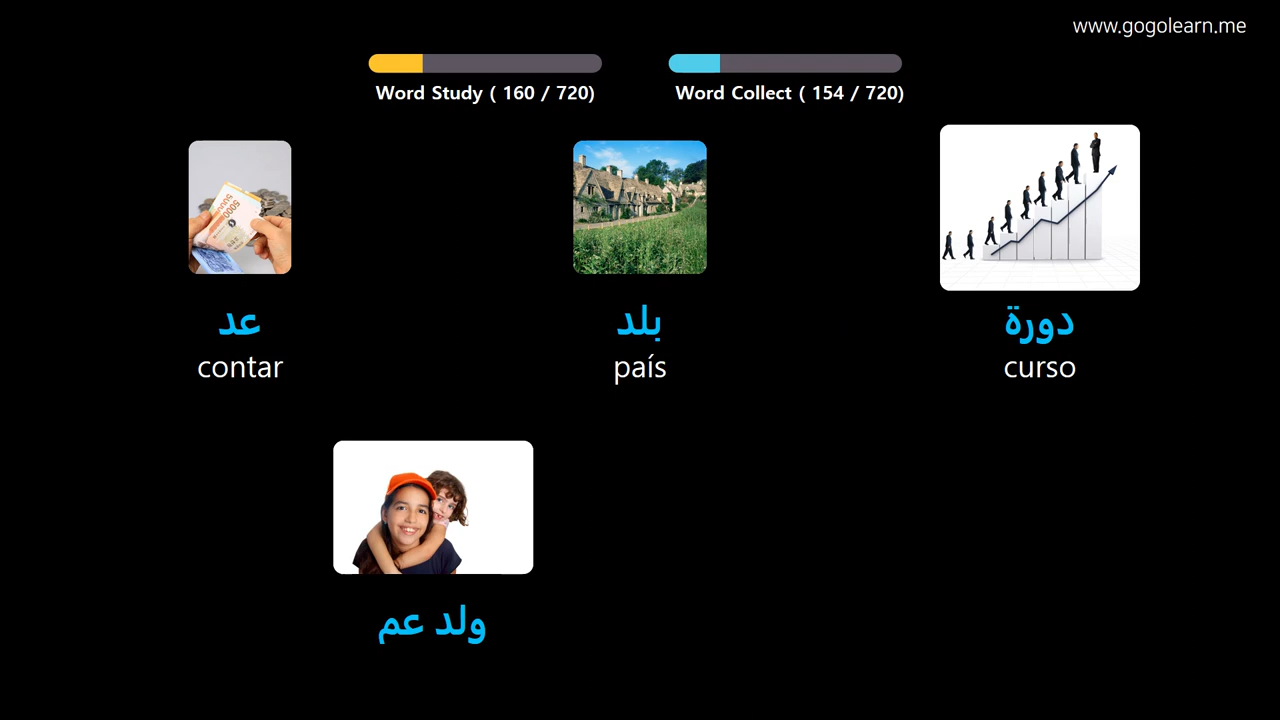 www.gogolearn.me
Word Study ( 160 / 720)
Word Collect ( 154 / 720)
عد
contar
بلد
país
دورة
curso
ولد عم